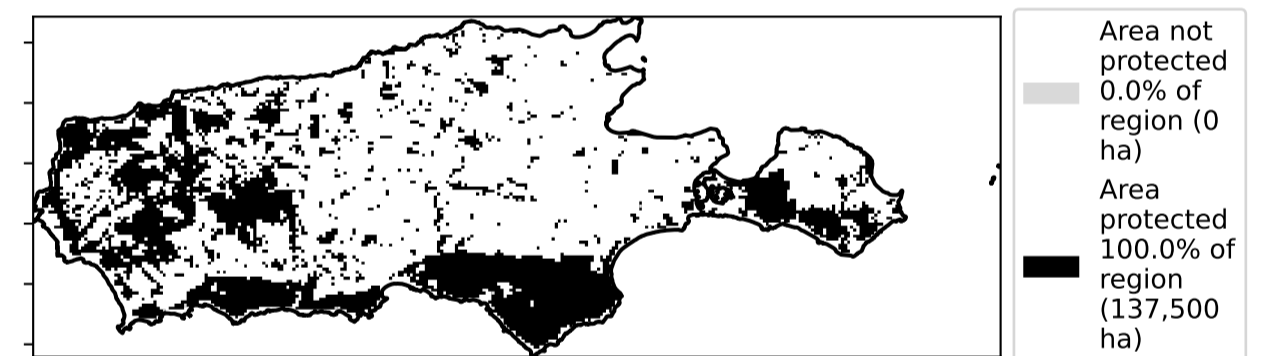 Area not
protected
0.0% of
region (0
ha)
Area
protected
100.0% of
region
(137,500
ha)